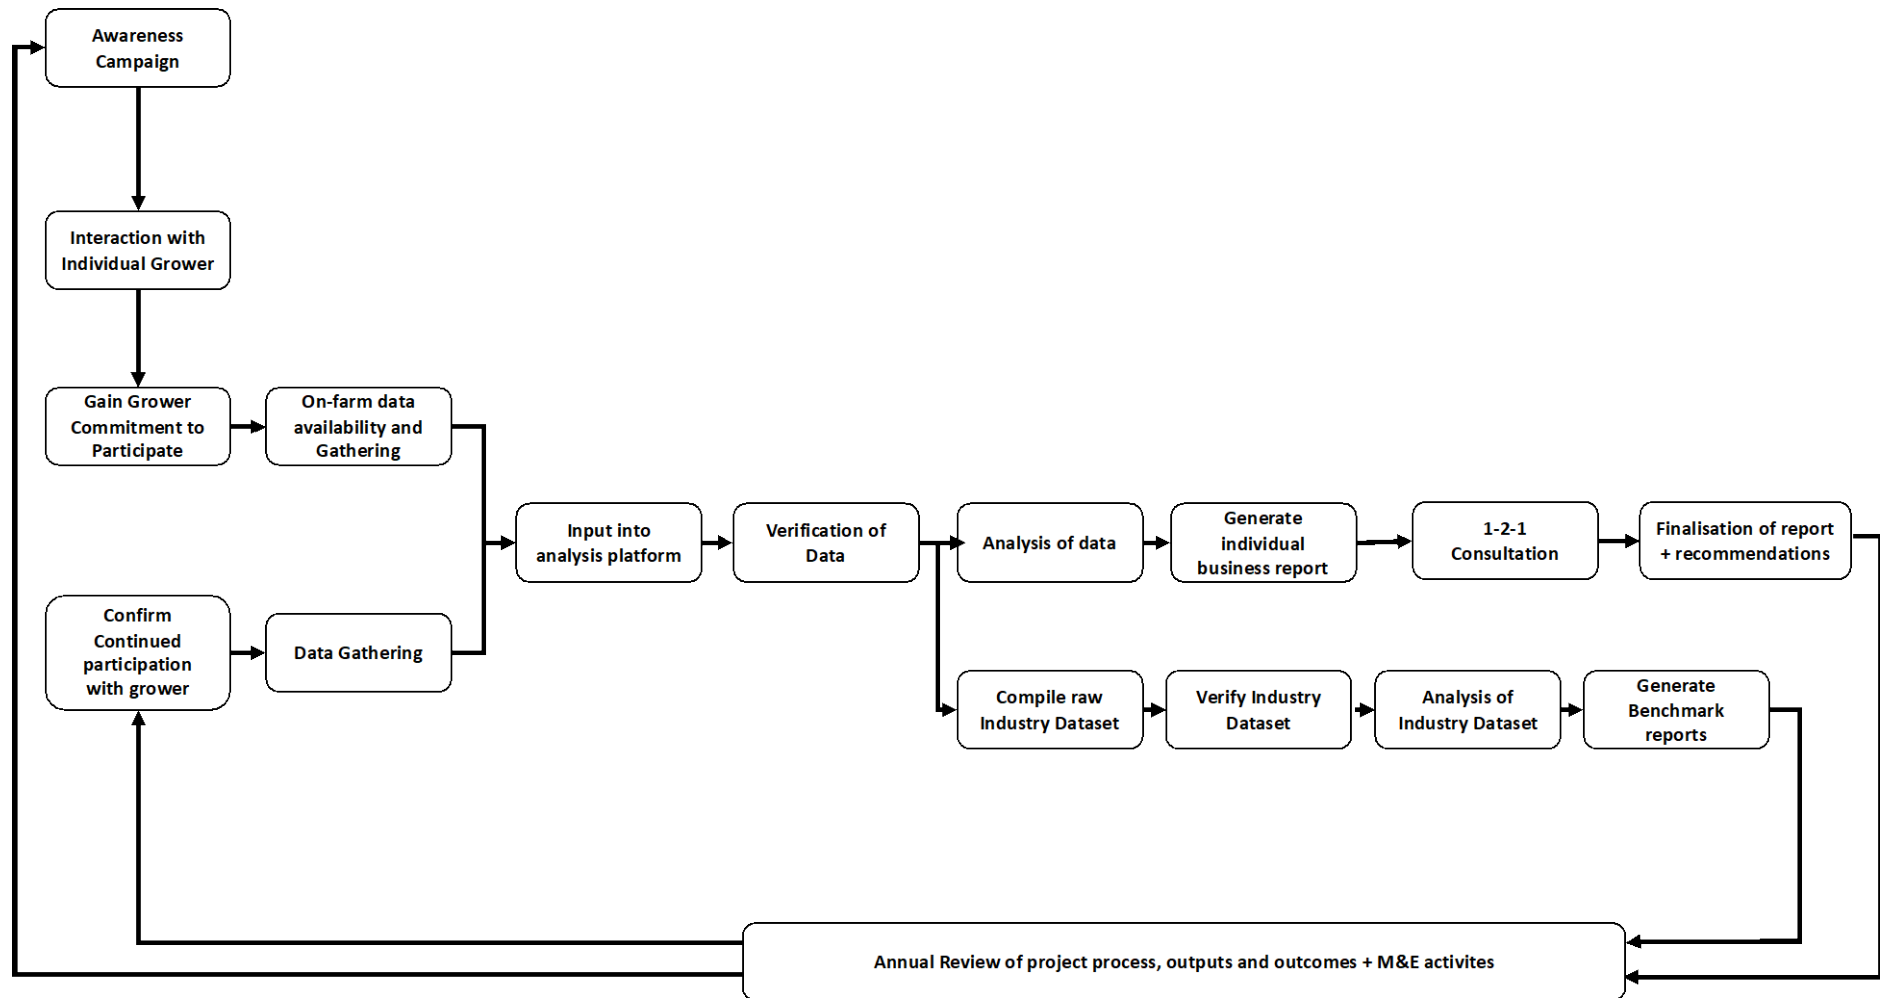 Awareness
Campaign
Interaction with
Individual Grower
Gain Grower
Commitment to
Participate
On-farm data
availability and
Gathering
Confirm
Continued
participation
with grower
Data Gathering
Input into
analysis platform
Verification of
Data
Analysis of data
Generate
individual
business report
1-2-1
Consultation
Finalisation of report
+ recommendations
Compile raw
Industry Dataset
Verify Industry
Dataset
Analysis of
Industry Dataset
Generate
Benchmark
reports
Annual Review of project process, outputs and outcomes + M&E activites